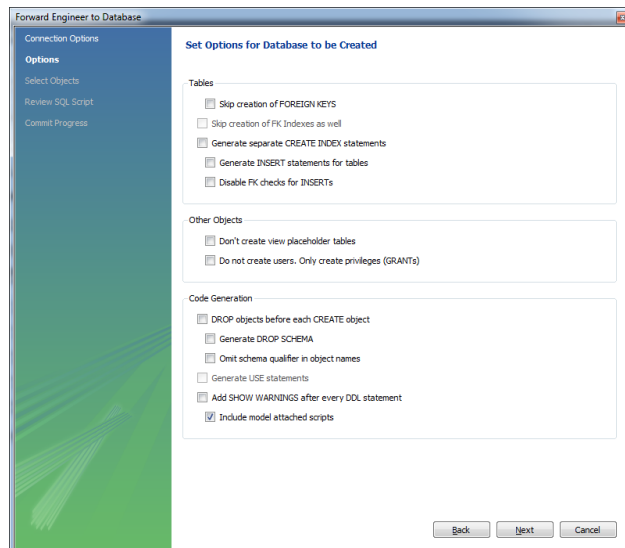 Forward Engineer to Database
Connection Options
Options
Select Objects
Review SQL Script
Commit Progress
Set Options for Database to be Created
Tables
Skip creation of FOREIGN KEYS
Skip creation of FK Indexes as well
Generate separate CREATE INDEX statements
Generate INSERT statements for tables
Disable FK checks for INSERTs
Other Objects
Don't create view placeholder tables
Do not create users. Only create privileges (GRANTs)
Code Generation
DROP objects before each CREATE object
Generate DROP SCHEMA
Omit schema qualifier in object names
Generate USE statements
Add SHOW WARNINGS after every DDL statement
Include model attached scripts
Back Next Cancel